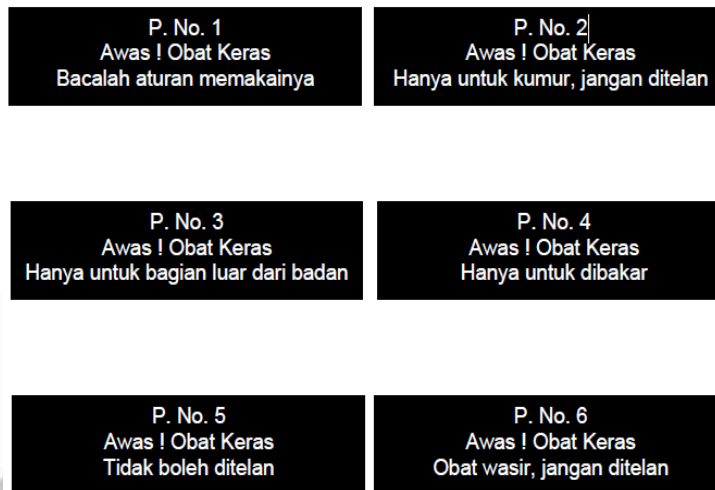 P. No. 1
Awas ! Obat Keras
Bacalah aturan memakainya
P. No. 2
Awas ! Obat Keras
Hanya untuk kumur, jangan ditelan
P. No. 3
Awas ! Obat Keras
Hanya untuk bagian luar dari badan
P. No. 4
Awas ! Obat Keras
Hanya untuk dibakar
P. No. 5
Awas ! Obat Keras
Tidak boleh ditelan
P. No. 6
Awas ! Obat Keras
Obat wasir, jangan ditelan